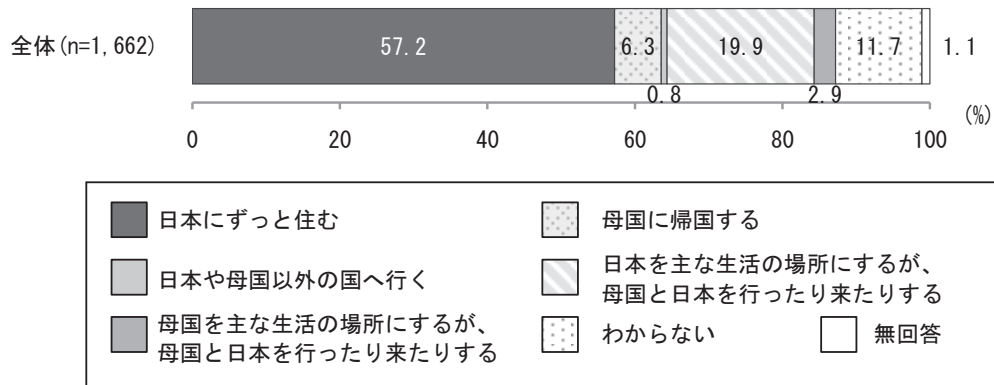 全体(n=1,662)
57.2 6.3 19.9 11.7 1.1
0.8 2.9
(%)
0 20 40 60 80 100
日本にずっと住む
母国に帰国する
日本や母国以外の国へ行く
日本を主な生活の場所にするが、
母国と日本を行ったり来たりする
母国を主な生活の場所にするが、
母国と日本を行ったり来たりする
わからない
無回答